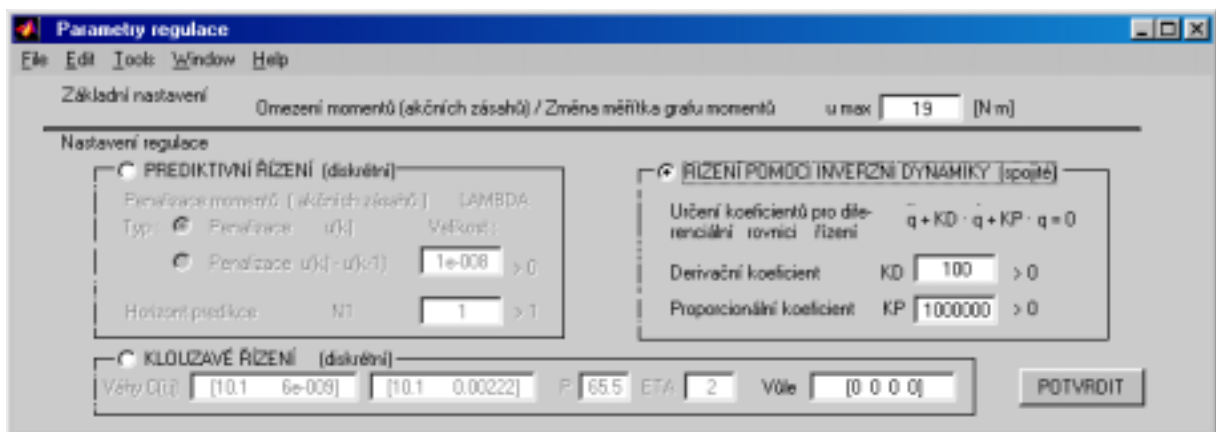 Parametry regulace
File Edit Tools Window Help
Základní nastavení
Omezení momentů (akčních zásahů) / Změna měřítka grafu momentů u max 19 [N m]
Nastavení regulace
PREDIKTIVNÍ ŘÍZENÍ (diskrétní)
Penalizace momentů ( akčních zásahů ) LAMBDA
Typ : Penalizace u(k) Velikost :
Penalizace u(k) - u(k-1) 1e-008 > 0
Horizont predikce N1 1 > 1
ŘÍZENÍ POMOCÍ INVERZNÍ DYNAMIKY (spojité)
Určení koeficientů pro dife-
renciální rovnici řízení
q + KD · q + KP · q = 0
Derivační koeficient KD 100 > 0
Proporcionální koeficient KP 1000000 > 0
KLOUZAVÉ ŘÍZENÍ (diskrétní)
Váhy [10.1 6e-009] [10.1 0.00222] P 65.5 ETA 2 Vůle [0 0 0 0]
POTVRDIT